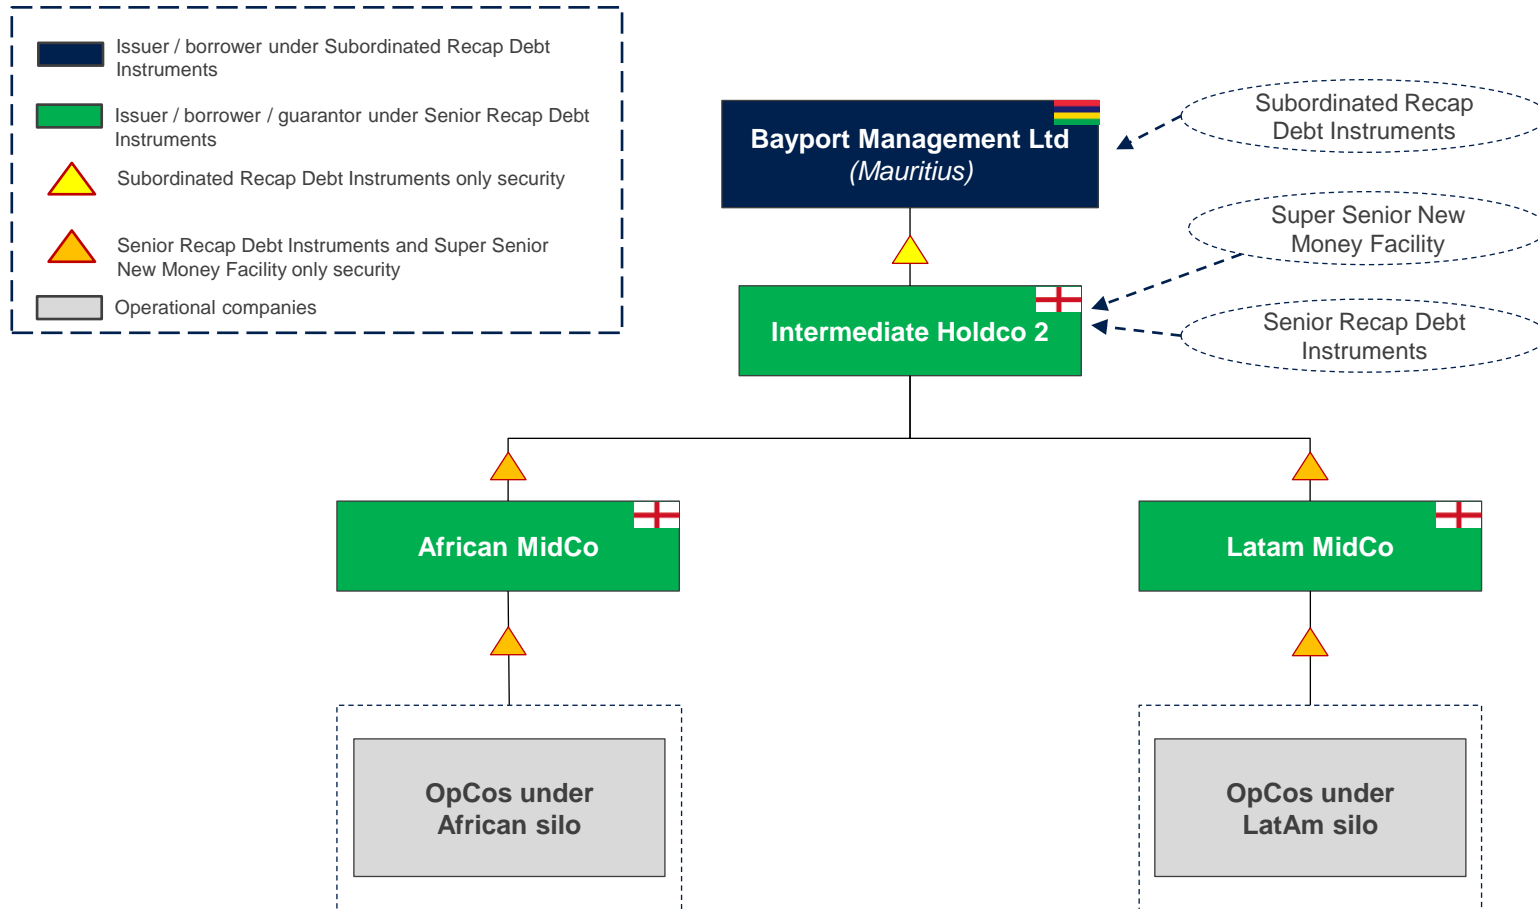 Issuer / borrower under Subordinated Recap Debt
Instruments
Issuer / borrower / guarantor under Senior Recap Debt
Instruments
Subordinated Recap Debt Instruments only security
Senior Recap Debt Instruments and Super Senior
New Money Facility only security
Operational companies
Bayport Management Ltd
(Mauritius)
Subordinated Recap
Debt Instruments
Super Senior New
Money Facility
Intermediate Holdco 2
Senior Recap Debt
Instruments
African MidCo
Latam MidCo
OpCos under
African silo
OpCos under
LatAm silo